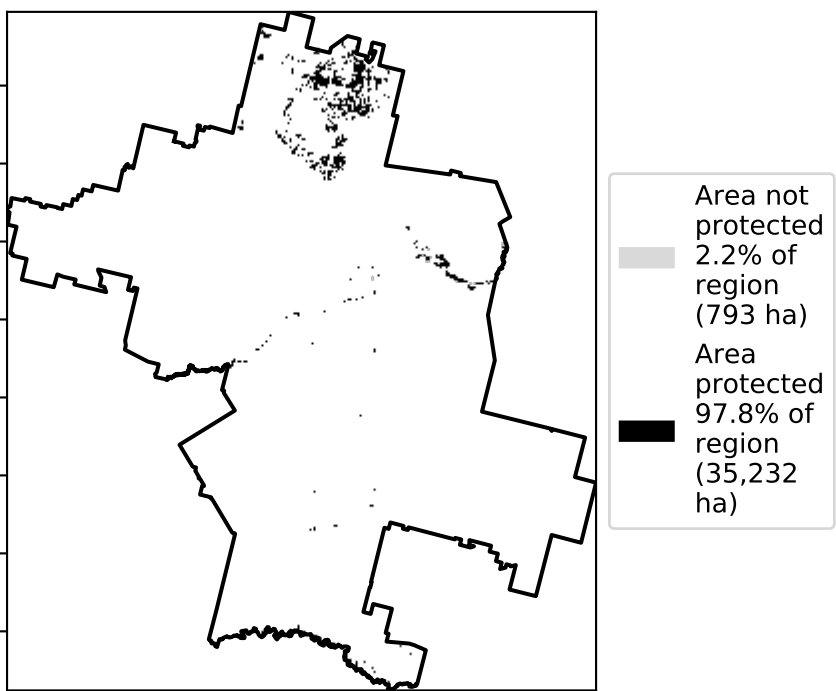 Area not
protected
2.2% of
region
(793 ha)
Area
protected
97.8% of
region
(35,232
ha)